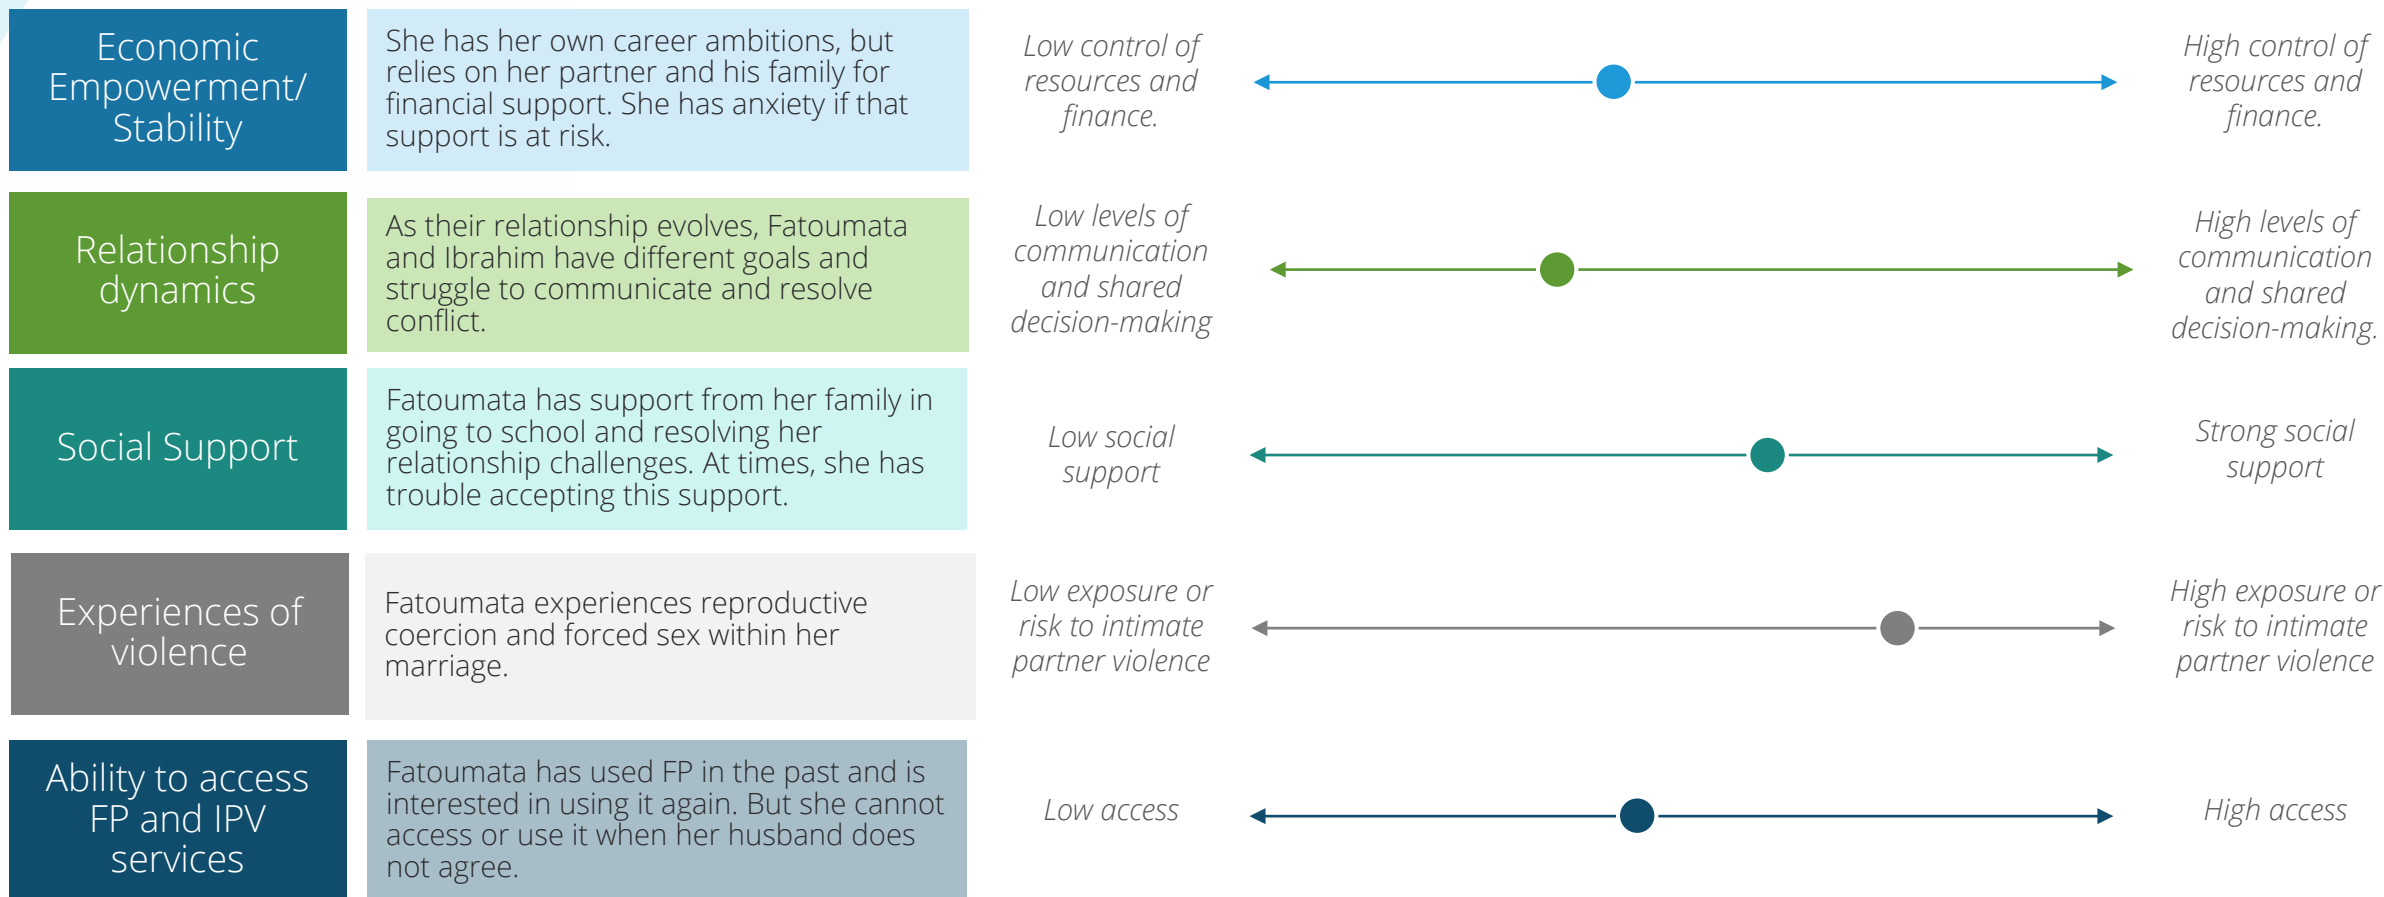 Economic
Empowerment/
Stability
She has her own career ambitions, but
relies on her partner and his family for
financial support. She has anxiety if that
support is at risk.
Low control of
resources and
finance.
High control of
resources and
finance.
Relationship
dynamics
As their relationship evolves, Fatoumata
and Ibrahim have different goals and
struggle to communicate and resolve
conflict.
Low levels of
communication
and shared
decision-making
High levels of
communication
and shared
decision-making.
Social Support
Fatoumata has support from her family in
going to school and resolving her
relationship challenges. At times, she has
trouble accepting this support.
Low social
support
Strong social
support
Experiences of
violence
Fatoumata experiences reproductive
coercion and forced sex within her
marriage.
Low exposure or
risk to intimate
partner violence
High exposure or
risk to intimate
partner violence
Ability to access
FP and IPV
services
Fatoumata has used FP in the past and is
interested in using it again. But she cannot
access or use it when her husband does
not agree.
Low access
High access